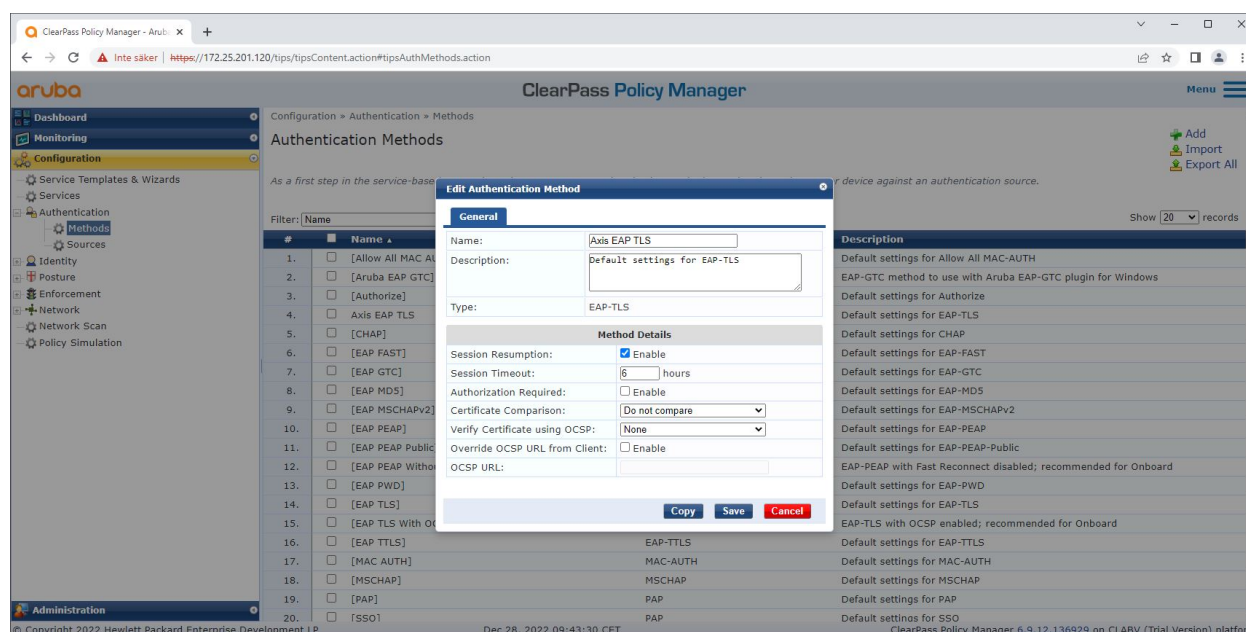 ClearPass Policy Manager - Aruba
Inte säker | https://172.25.201.120/tips/tipsContent.action#tipsAuthMethods.action
aruba
ClearPass Policy Manager
Menu
Dashboard
Monitoring
Configuration
Service Templates & Wizards
Services
Authentication
Methods
Sources
Identity
Posture
Enforcement
Network
Network Scan
Policy Simulation
Administration
Configuration » Authentication » Methods
Authentication Methods
Add
Import
Export All
As a first step in the service-base
r device against an authentication source.
Filter: Name
Show 20 records
# Name Description
1. [Allow All MAC AU Default settings for Allow All MAC-AUTH
2. [Aruba EAP GTC] EAP-GTC method to use with Aruba EAP-GTC plugin for Windows
3. [Authorize] Default settings for Authorize
4. Axis EAP TLS Default settings for EAP-TLS
5. [CHAP] Default settings for CHAP
6. [EAP FAST] Default settings for EAP-FAST
7. [EAP GTC] Default settings for EAP-GTC
8. [EAP MD5] Default settings for EAP-MD5
9. [EAP MSCHAPv2] Default settings for EAP-MSCHAPv2
10. [EAP PEAP] Default settings for EAP-PEAP
11. [EAP PEAP Public Default settings for EAP-PEAP-Public
12. [EAP PEAP Witho EAP-PEAP with Fast Reconnect disabled; recommended for Onboard
13. [EAP PWD] Default settings for EAP-PWD
14. [EAP TLS] Default settings for EAP-TLS
15. [EAP TLS With OC EAP-TLS with OCSP enabled; recommended for Onboard
16. [EAP TTLS] EAP-TTLS Default settings for EAP-TTLS
17. [MAC AUTH] MAC-AUTH Default settings for MAC-AUTH
18. [MSCHAP] MSCHAP Default settings for MSCHAP
19. [PAP] PAP Default settings for PAP
20. [SSO] PAP Default settings for SSO
Edit Authentication Method
General
Name: Axis EAP TLS
Description: Default settings for EAP-TLS
Type: EAP-TLS
Method Details
Session Resumption: Enable
Session Timeout: 6 hours
Authorization Required: Enable
Certificate Comparison: Do not compare
Verify Certificate using OCSP: None
Override OCSP URL from Client: Enable
OCSP URL:
Copy Save Cancel
© Copyright 2022 Hewlett Packard Enterprise Development LP
Dec 28, 2022 09:43:30 CET
ClearPass Policy Manager 6.9.12.136929 on CLABV (Trial Version) platfor